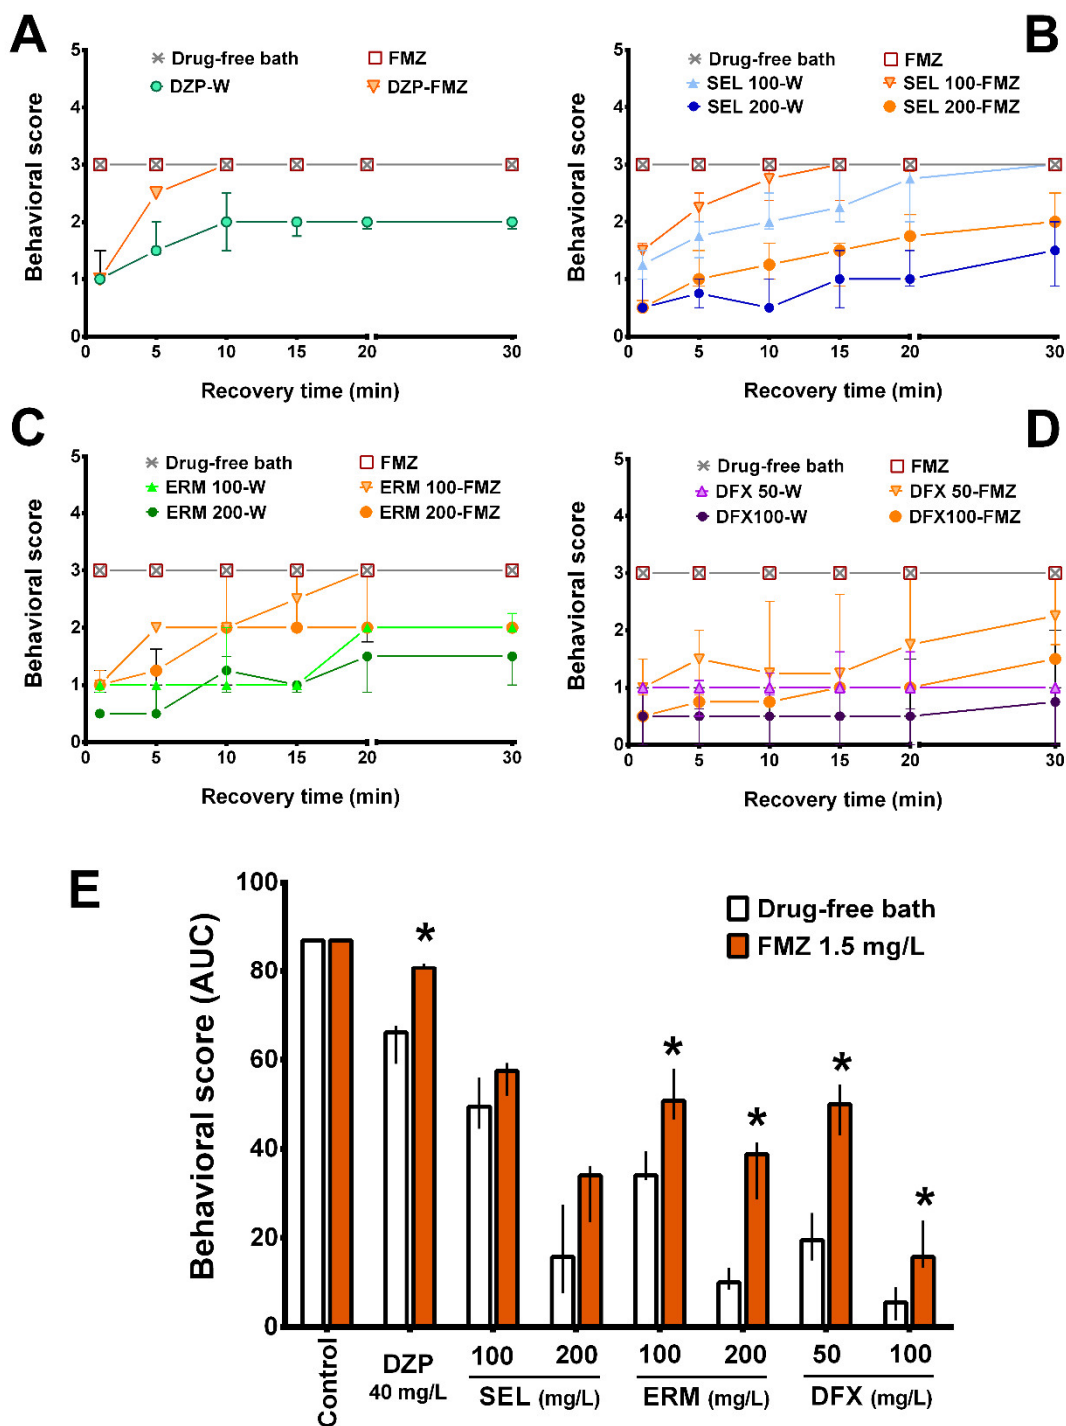 A
B
Drug-free bath
FMZ
DZP-W
DZP-FMZ
Behavioral score
5
4
3
2
1
0
5
10
15
20
30
Recovery time (min)
Drug-free bath
FMZ
SEL 100-W
SEL 100-FMZ
SEL 200-W
SEL 200-FMZ
Behavioral score
5
4
3
2
1
0
0
5
10
15
20
30
Recovery time (min)
C
D
Drug-free bath
FMZ
ERM 100-W
ERM 100-FMZ
ERM 200-W
ERM 200-FMZ
Behavioral score
5
4
3
2
1
0
5
10
15
20
30
Recovery time (min)
Drug-free bath
FMZ
DFX 50-W
DFX 50-FMZ
DFX100-W
DFX100-FMZ
Behavioral score
5
4
3
2
1
0
0
5
10
15
20
30
Recovery time (min)
E
Drug-free bath
FMZ 1.5 mg/L
Behavioral score (AUC)
100
80
60
40
20
0
* * * * *
Control
DZP
40 mg/L
100 200
SEL (mg/L)
100 200
ERM (mg/L)
50 100
DFX (mg/L)